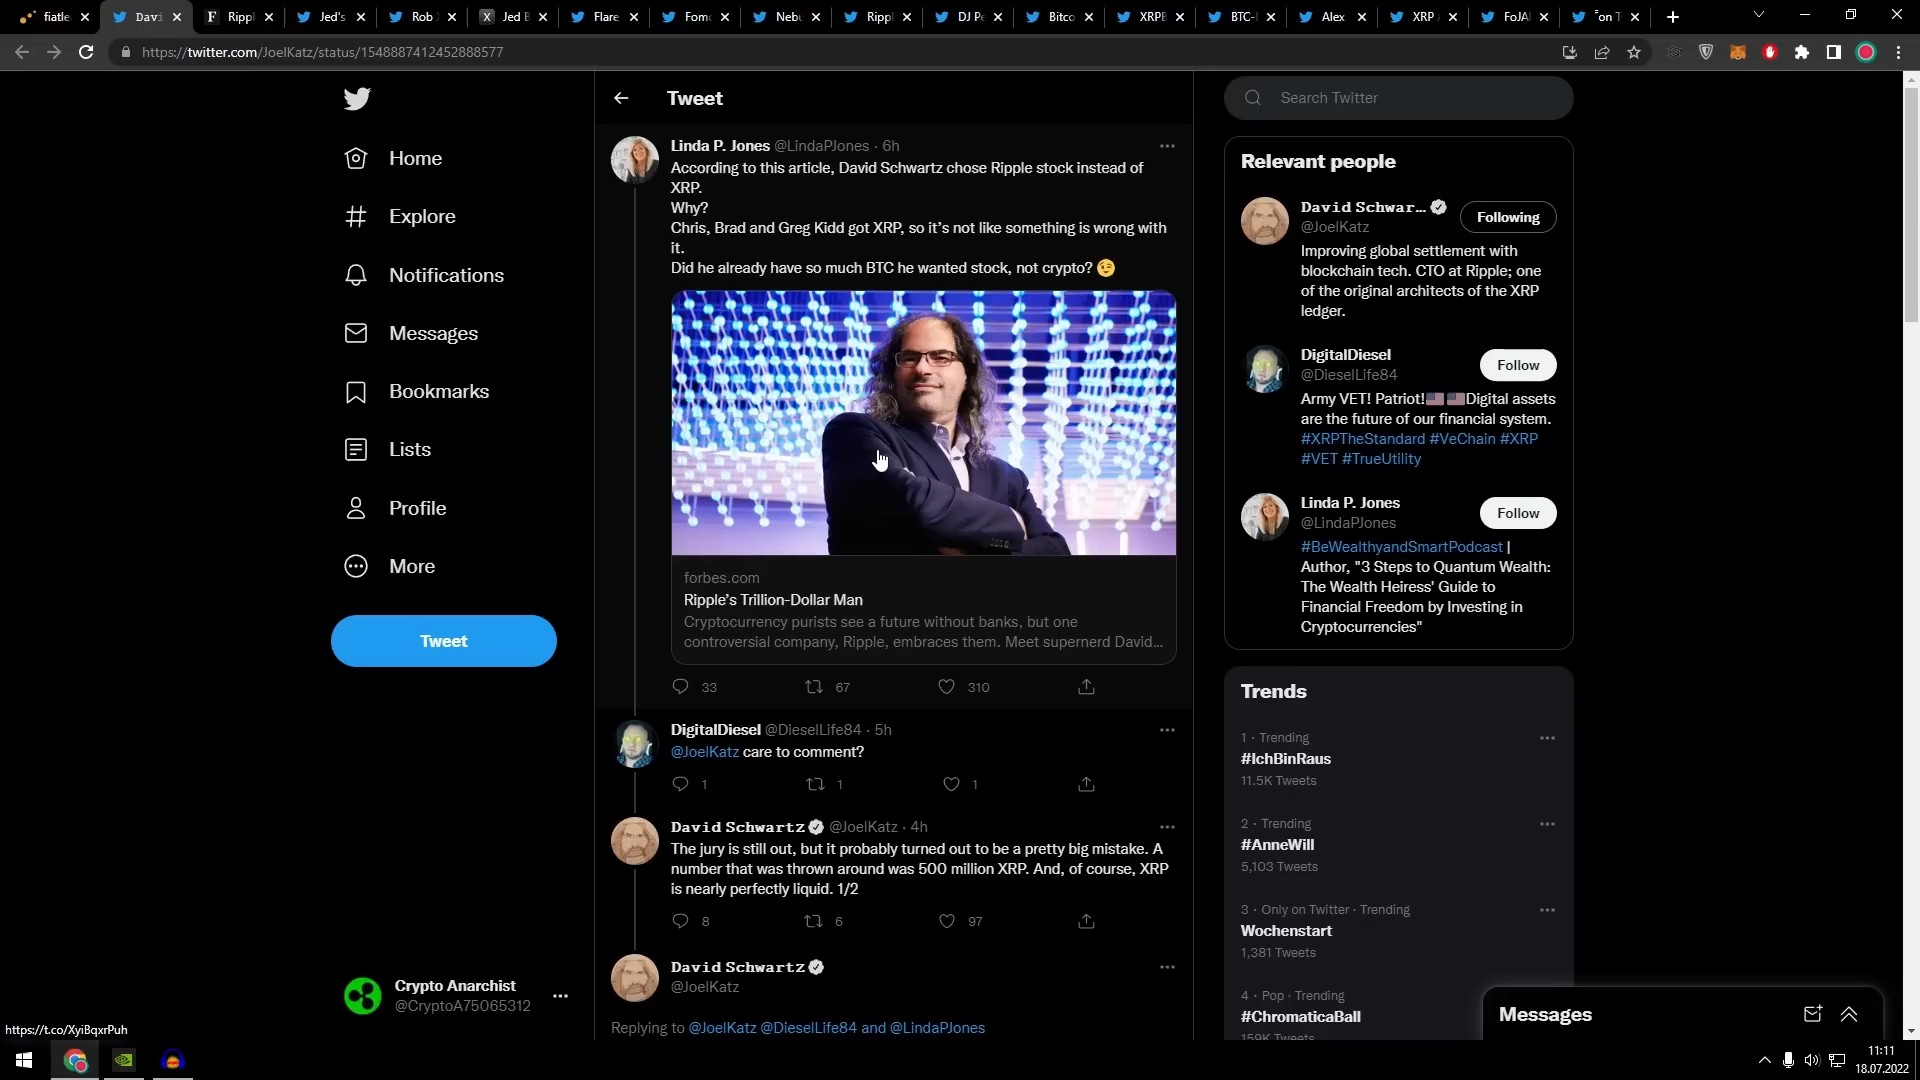 fiatle
Davi
Rippl
Jed's
Rob
Jed B
Flare
Fom
Nebu
Rippl
DJ P
Bitco
XRPE
BTC-
Alex
XRP
FoJA
"on T
https://twitter.com/JoelKatz/status/1548887412452888577
Home
Explore
Notifications
Messages
Bookmarks
Lists
Profile
More
Tweet
Crypto Anarchist
@CryptoA75065312
https://t.co/XyiBqxrPuh
Tweet
Linda P. Jones @LindaPJones · 6h
According to this article, David Schwartz chose Ripple stock instead of
XRP.
Why?
Chris, Brad and Greg Kidd got XRP, so it's not like something is wrong with
it.
Did he already have so much BTC he wanted stock, not crypto? 😉
forbes.com
Ripple's Trillion-Dollar Man
Cryptocurrency purists see a future without banks, but one
controversial company, Ripple, embraces them. Meet supernerd David...
33 67 310
DigitalDiesel @DieselLife84 · 5h
@JoelKatz care to comment?
1 1 1
David Schwartz @JoelKatz · 4h
The jury is still out, but it probably turned out to be a pretty big mistake. A
number that was thrown around was 500 million XRP. And, of course, XRP
is nearly perfectly liquid. 1/2
8 6 97
David Schwartz
@JoelKatz
Replying to @JoelKatz @DieselLife84 and @LindaPJones
Search Twitter
Relevant people
David Schwar...
@JoelKatz
Following
Improving global settlement with
blockchain tech. CTO at Ripple; one
of the original architects of the XRP
ledger.
DigitalDiesel
@DieselLife84
Follow
Army VET! Patriot!🇺🇸🇺🇸Digital assets
are the future of our financial system.
#XRPTheStandard #VeChain #XRP
#VET #TrueUtility
Linda P. Jones
@LindaPJones
Follow
#BeWealthyandSmartPodcast |
Author, "3 Steps to Quantum Wealth:
The Wealth Heiress' Guide to
Financial Freedom by Investing in
Cryptocurrencies"
Trends
1 · Trending
#IchBinRaus
11.5K Tweets
2 · Trending
#AnneWill
5,103 Tweets
3 · Only on Twitter · Trending
Wochenstart
1,381 Tweets
4 · Pop · Trending
#ChromaticaBall
159K Tweets
Messages
11:11
18.07.2022